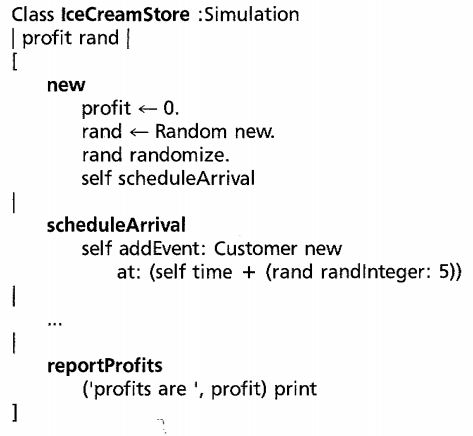 Class IceCreamStore :Simulation
| profit rand |
[
new
profit ← 0.
rand ← Random new.
rand randomize.
self scheduleArrival
|
scheduleArrival
self addEvent: Customer new
at: (self time + (rand randInteger: 5))
|
...
|
reportProfits
('profits are ', profit) print
]